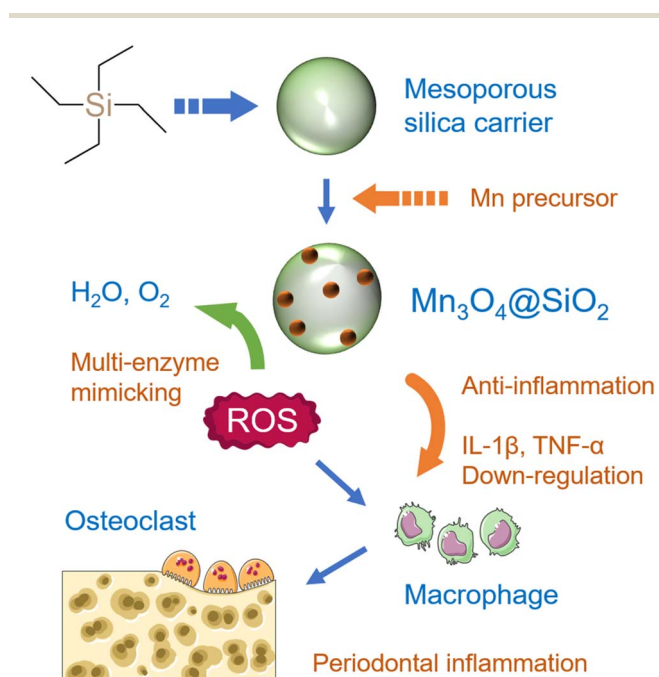 Si
Mesoporous
silica carrier
Mn precursor
H₂O, O₂
Mn₃O₄@SiO₂
Multi-enzyme
mimicking
Anti-inflammation
ROS
IL-1β, TNF-α
Down-regulation
Osteoclast
Macrophage
Periodontal inflammation